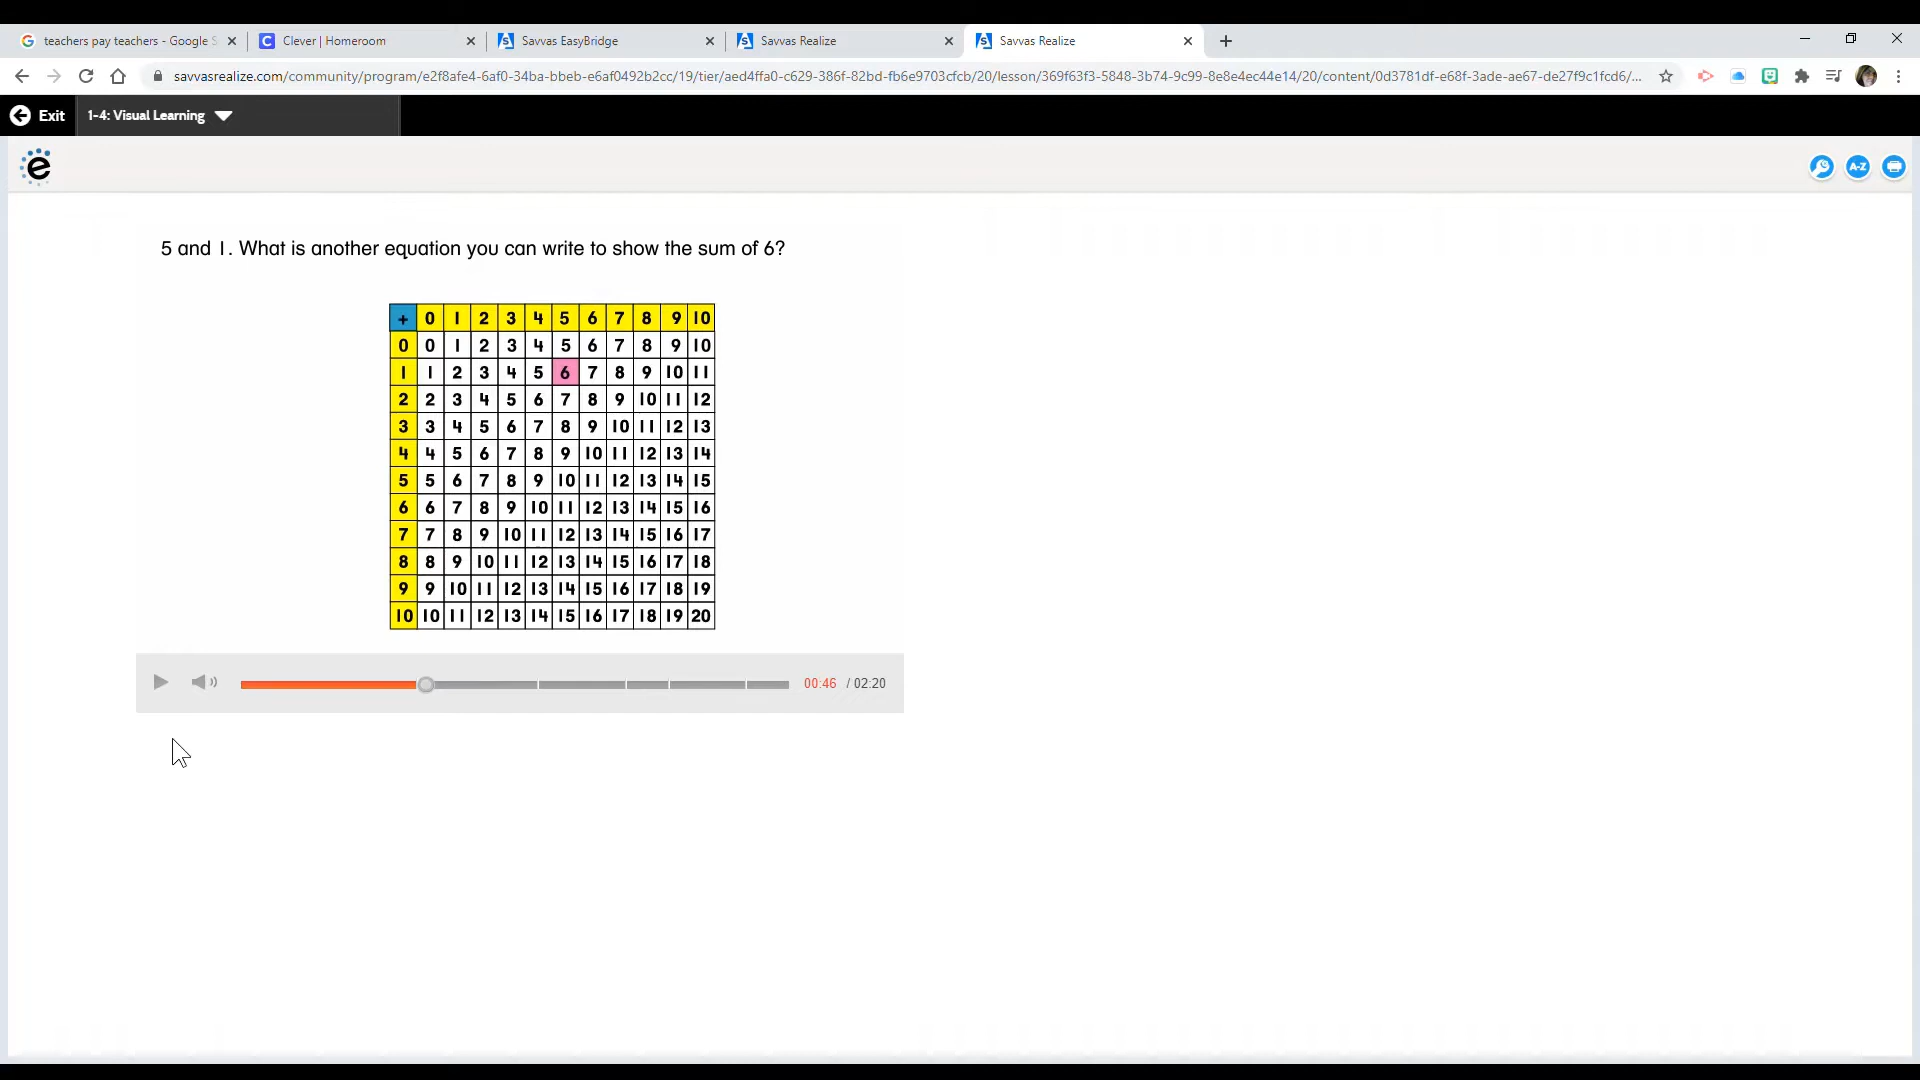 teachers pay teachers - Google S
Clever | Homeroom
Savvas EasyBridge
Savvas Realize
Savvas Realize
savvasrealize.com/community/program/e2f8afe4-6af0-34ba-bbeb-e6af0492b2cc/19/tier/aed4ffa0-c629-386f-82bd-fb6e9703cfcb/20/lesson/369f63f3-5848-3b74-9c99-8e8e4ec44e14/20/content/0d3781df-e68f-3ade-ae67-de27f9c1fcd6/...
Exit
1-4: Visual Learning
e
A-Z
5 and 1. What is another equation you can write to show the sum of 6?
+ 0 1 2 3 4 5 6 7 8 9 10
0 0 1 2 3 4 5 6 7 8 9 10
1 1 2 3 4 5 6 7 8 9 10 11
2 2 3 4 5 6 7 8 9 10 11 12
3 3 4 5 6 7 8 9 10 11 12 13
4 4 5 6 7 8 9 10 11 12 13 14
5 5 6 7 8 9 10 11 12 13 14 15
6 6 7 8 9 10 11 12 13 14 15 16
7 7 8 9 10 11 12 13 14 15 16 17
8 8 9 10 11 12 13 14 15 16 17 18
9 9 10 11 12 13 14 15 16 17 18 19
10 10 11 12 13 14 15 16 17 18 19 20
00:46 / 02:20